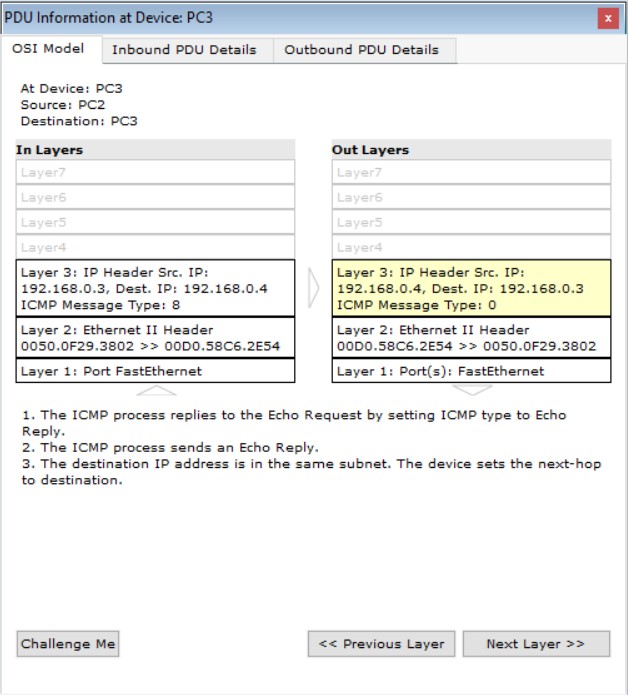 PDU Information at Device: PC3
x
OSI Model
Inbound PDU Details
Outbound PDU Details
At Device: PC3
Source: PC2
Destination: PC3
In Layers
Layer7
Layer6
Layer5
Layer4
Layer 3: IP Header Src. IP:
192.168.0.3, Dest. IP: 192.168.0.4
ICMP Message Type: 8
Layer 2: Ethernet II Header
0050.0F29.3802 >> 00D0.58C6.2E54
Layer 1: Port FastEthernet
Out Layers
Layer7
Layer6
Layer5
Layer4
Layer 3: IP Header Src. IP:
192.168.0.4, Dest. IP: 192.168.0.3
ICMP Message Type: 0
Layer 2: Ethernet II Header
00D0.58C6.2E54 >> 0050.0F29.3802
Layer 1: Port(s): FastEthernet
1. The ICMP process replies to the Echo Request by setting ICMP type to Echo
Reply.
2. The ICMP process sends an Echo Reply.
3. The destination IP address is in the same subnet. The device sets the next-hop
to destination.
Challenge Me
<< Previous Layer
Next Layer >>